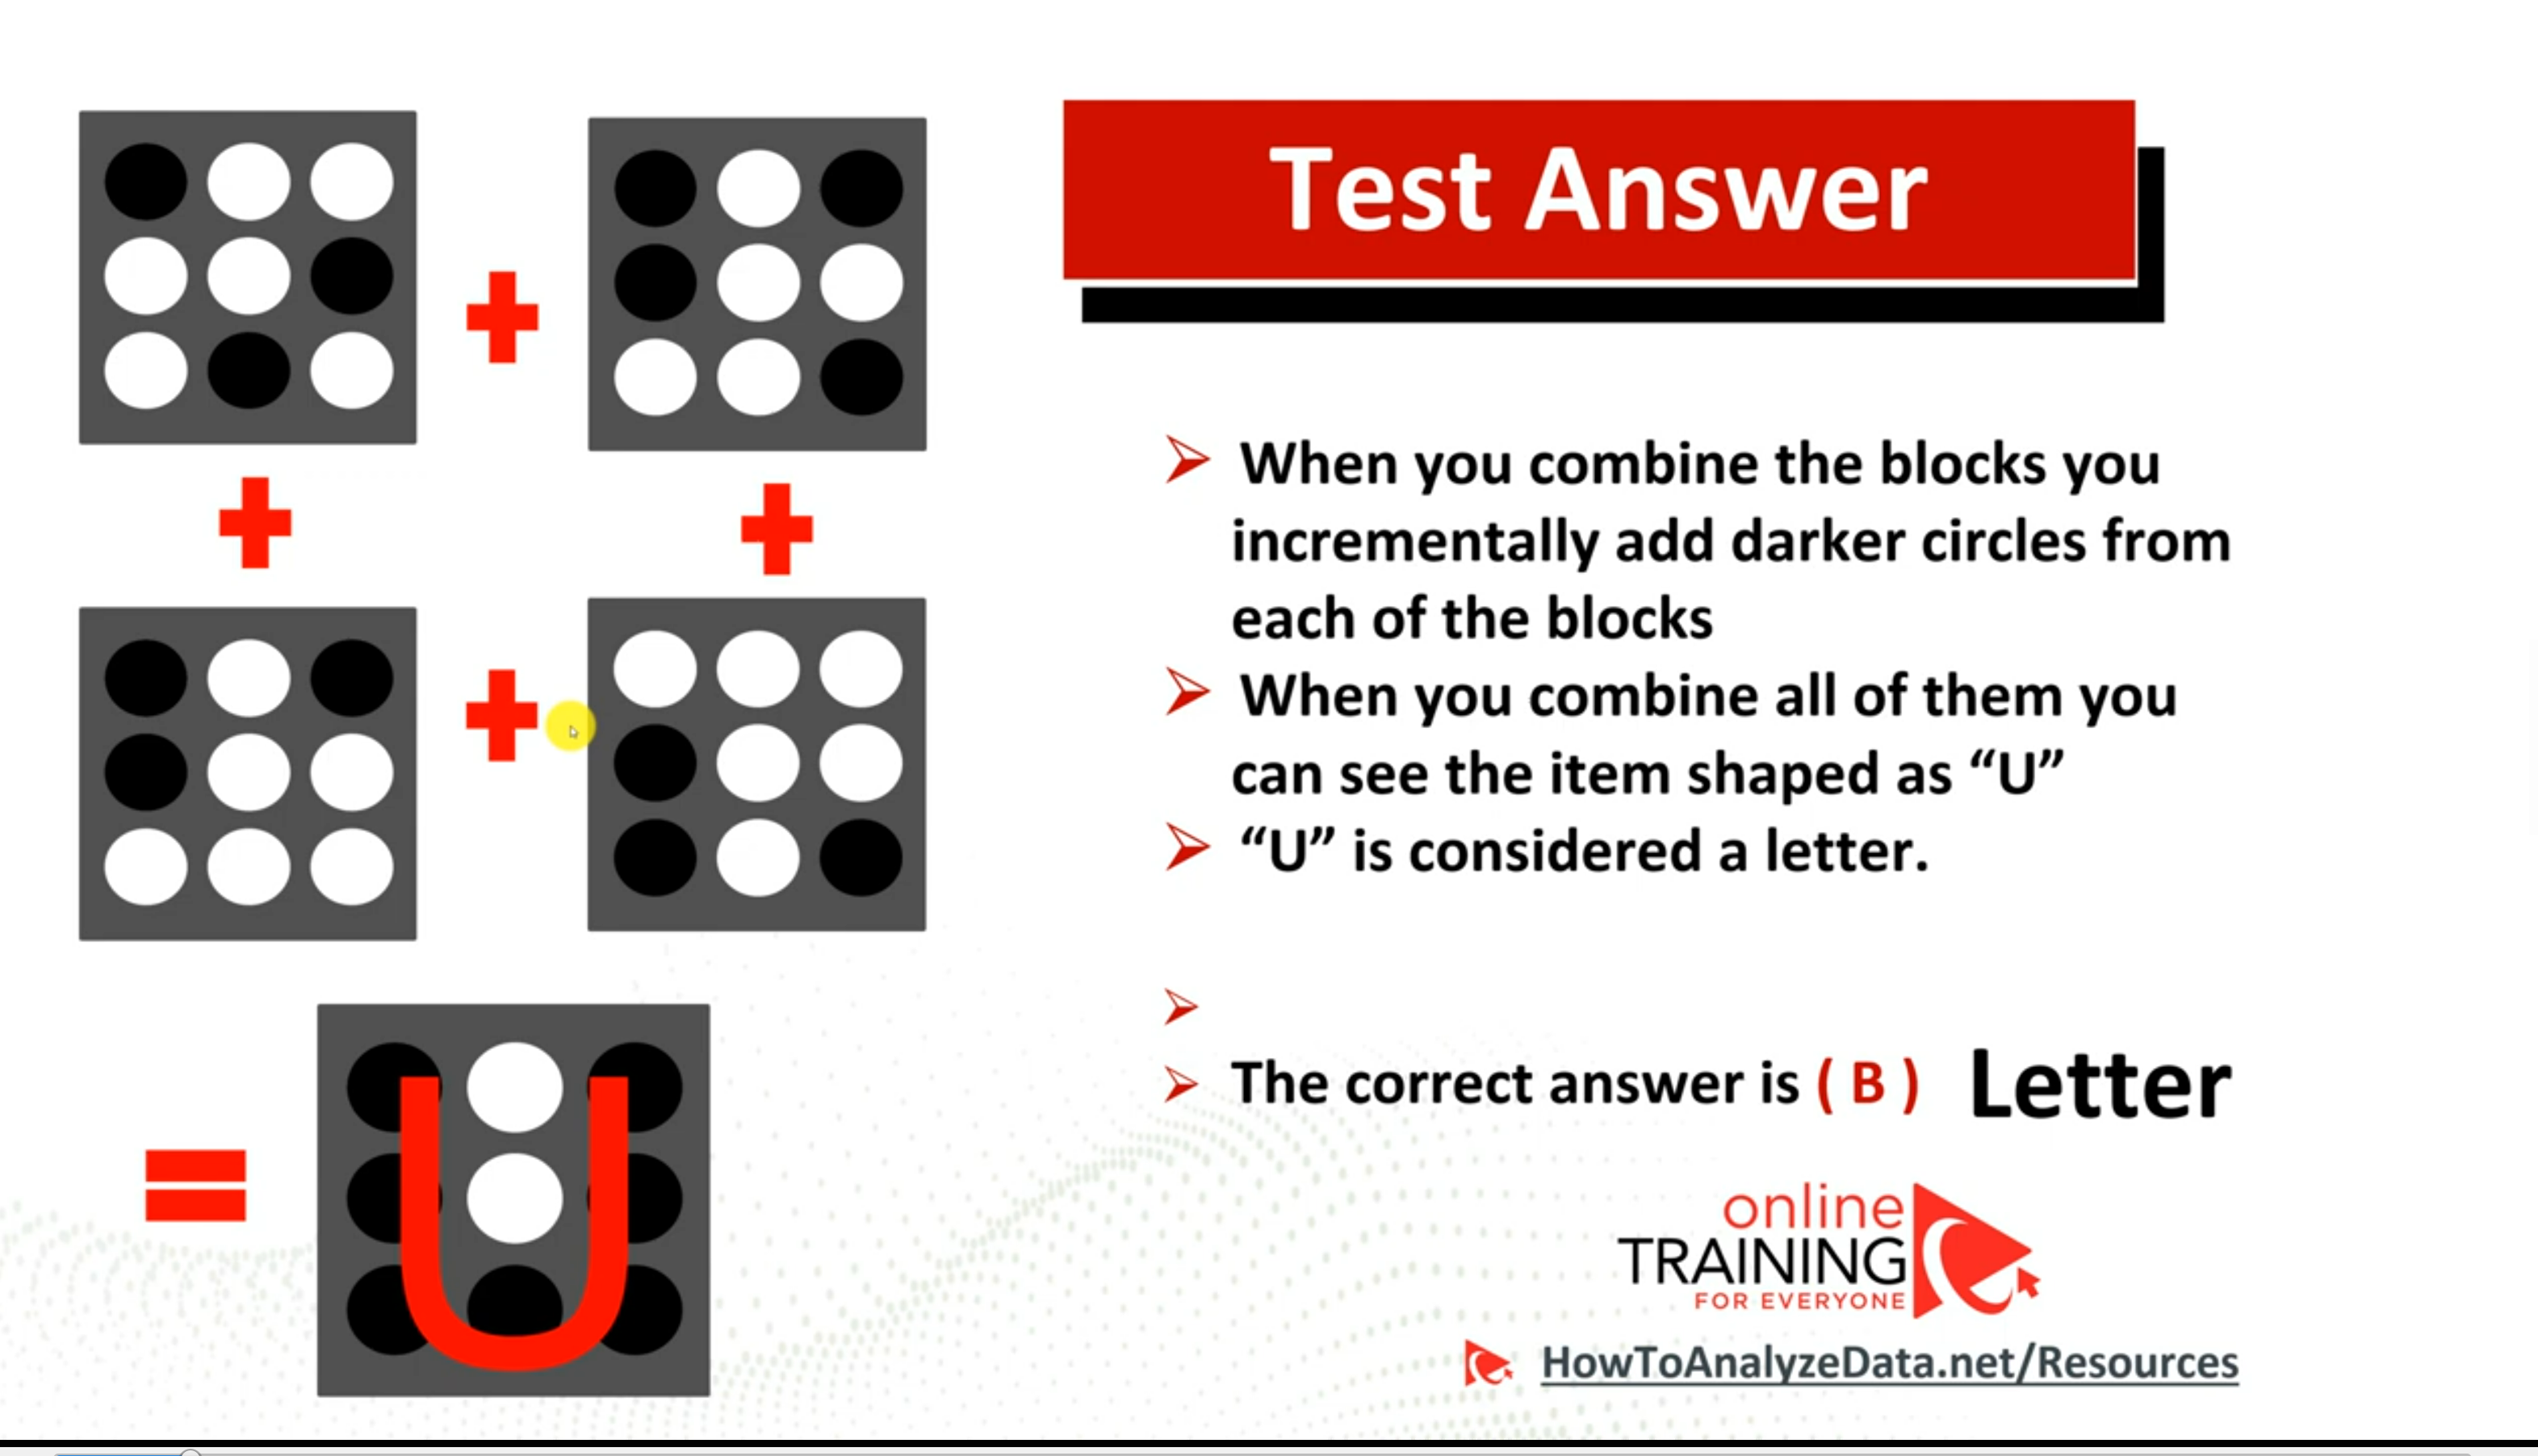 Test Answer
When you combine the blocks you
incrementally add darker circles from
each of the blocks
When you combine all of them you
can see the item shaped as “U”
“U” is considered a letter.
The correct answer is ( B ) Letter
U
online
TRAINING
FOR EVERYONE
HowToAnalyzeData.net/Resources